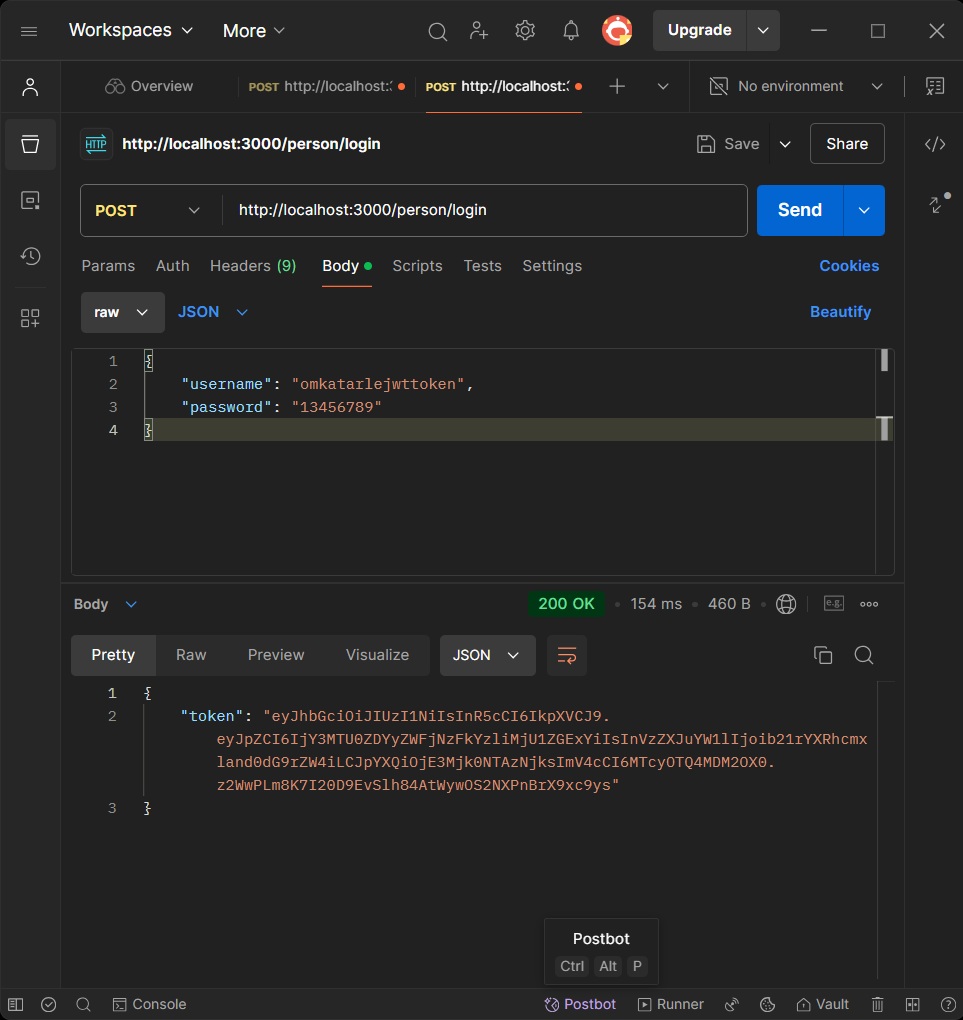 Workspaces More Upgrade
Overview POST http://localhost:3 POST http://localhost:3 No environment
HTTP http://localhost:3000/person/login Save Share
POST http://localhost:3000/person/login Send
Params Auth Headers (9) Body Scripts Tests Settings Cookies
raw JSON Beautify
1 {
2 "username": "omkatarlejwttoken",
3 "password": "13456789"
4 }
Body 200 OK 154 ms 460 B e.g.
Pretty Raw Preview Visualize JSON
1 {
2 "token": "eyJhbGciOiJIUzI1NiIsInR5cCI6IkpXVCJ9.
eyJpZCI6IjY3MTU0ZDYyZWFjNzFkYzliMjU1ZGExYiIsInVzZXJuYW1lIjoib21rYXRhcmx
land0dG9rZW4iLCJpYXQiOjE3Mjk0NTAzNjksImV4cCI6MTcyOTQ4MDM2OX0.
z2WwPLm8K7I20D9EvSlh84AtWywOS2NXPnBrX9xc9ys"
3 }
Postbot
Ctrl Alt P
Console Postbot Runner Vault